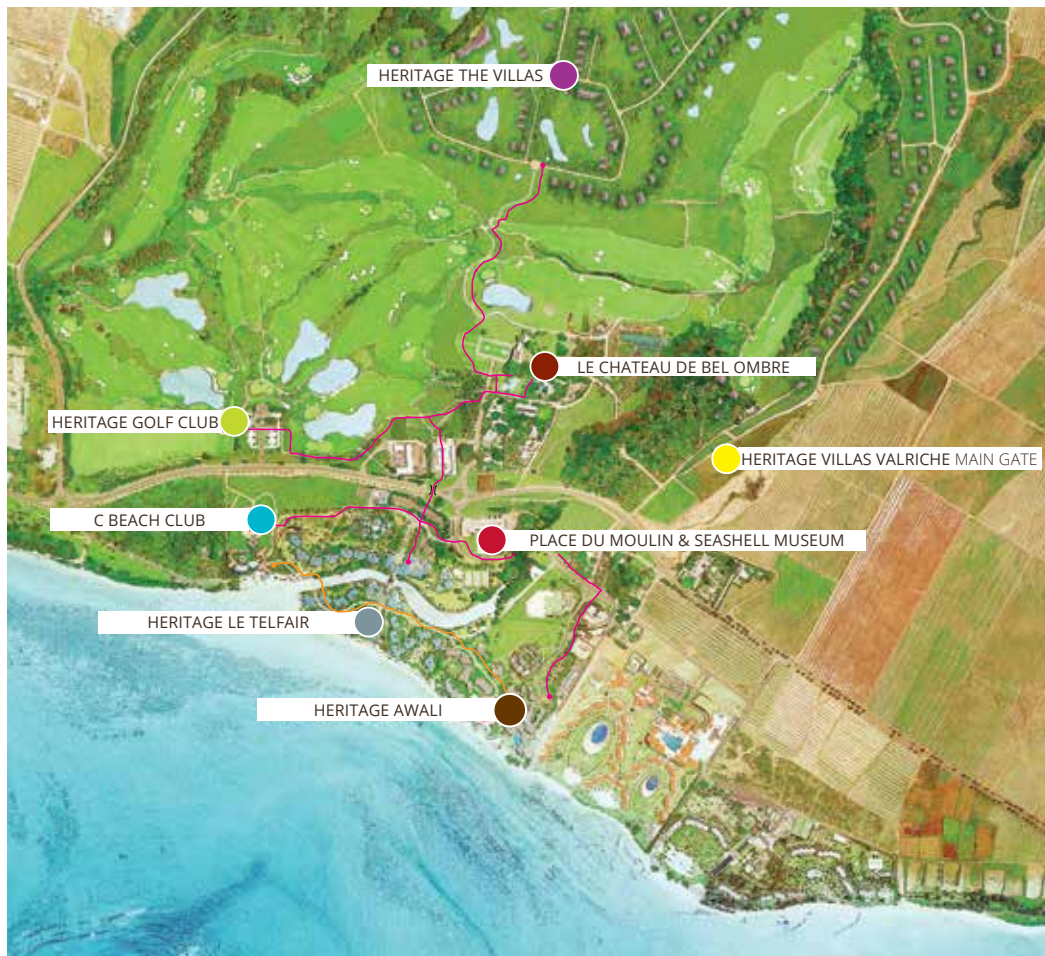 HERITAGE THE VILLAS
LE CHATEAU DE BEL OMBRE
HERITAGE GOLF CLUB
HERITAGE VILLAS VALRICHE MAIN GATE
C BEACH CLUB
PLACE DU MOULIN & SEASHELL MUSEUM
HERITAGE LE TELFAIR
HERITAGE AWALI